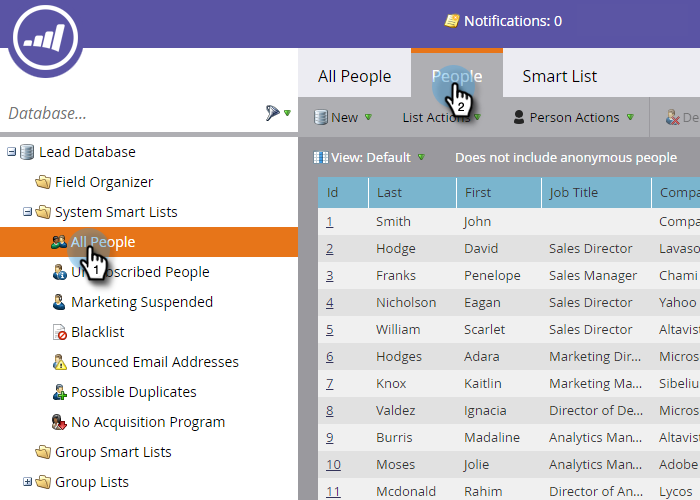 Notifications: 0
All People
People
2
Smart List
Database...
New
List Actions
Person Actions
De
View: Default
Does not include anonymous people
Lead Database
Field Organizer
System Smart Lists
All People
1
Unsubscribed People
Marketing Suspended
Blacklist
Bounced Email Addresses
Possible Duplicates
No Acquisition Program
Group Smart Lists
Group Lists
Id Last First Job Title Compa
1 Smith John Compa
2 Hodge David Sales Director Lavaso
3 Franks Penelope Sales Manager Chami
4 Nicholson Eagan Sales Director Yahoo
5 William Scarlet Sales Director Altavist
6 Hodges Adara Marketing Dir... Micros
7 Knox Kaitlin Marketing Ma... Sibeliu
8 Valdez Ignacia Director of De... Micros
9 Burris Madaline Analytics Man... Altavist
10 Moses Jolie Analytics Man... Adobe
11 Mcdonald Rahim Director of An... Lycos